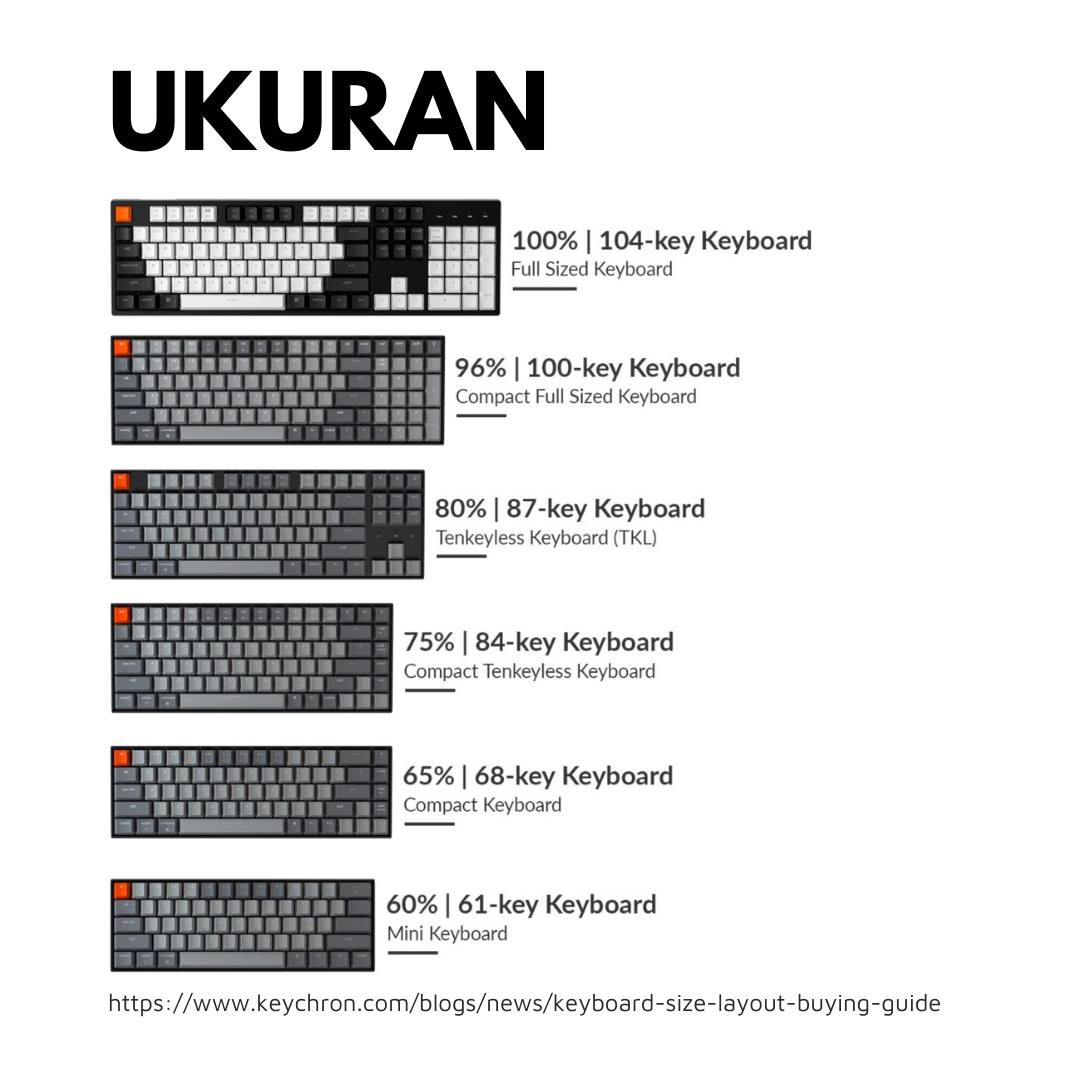 UKURAN
100% | 104-key Keyboard
Full Sized Keyboard
96% | 100-key Keyboard
Compact Full Sized Keyboard
80% | 87-key Keyboard
Tenkeyless Keyboard (TKL)
75% | 84-key Keyboard
Compact Tenkeyless Keyboard
65% | 68-key Keyboard
Compact Keyboard
60% | 61-key Keyboard
Mini Keyboard
https://www.keychron.com/blogs/news/keyboard-size-layout-buying-guide